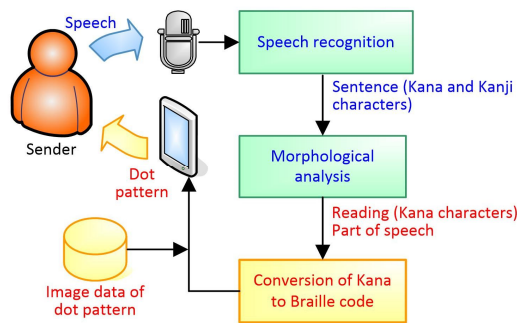 Speech
Speech recognition
Sentence (Kana and Kanji
characters)
Sender
Morphological
analysis
Dot
pattern
Reading (Kana characters)
Part of speech
Image data of
dot pattern
Conversion of Kana
to Braille code